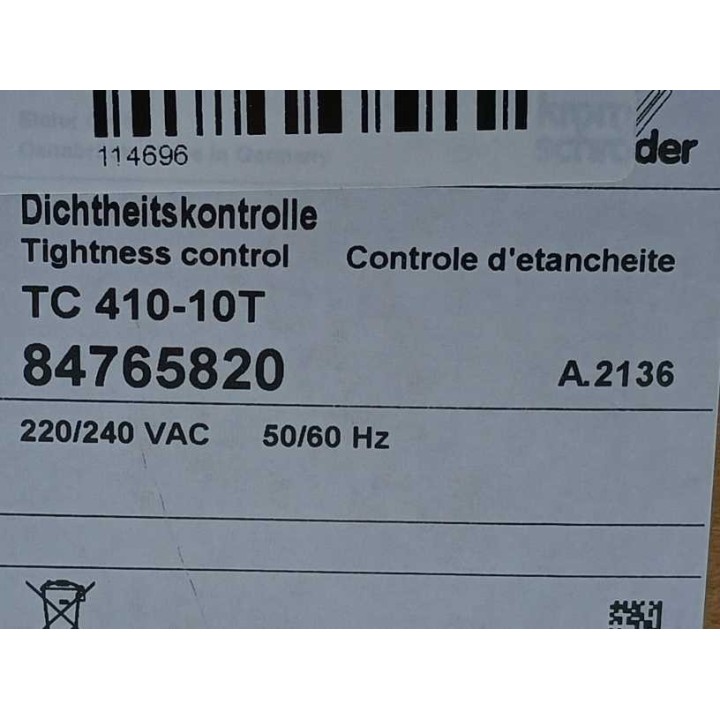 114696
der
Dichtheitskontrolle
Tightness control Controle d'etancheite
TC 410-10T
84765820 A.2136
220/240 VAC 50/60 Hz